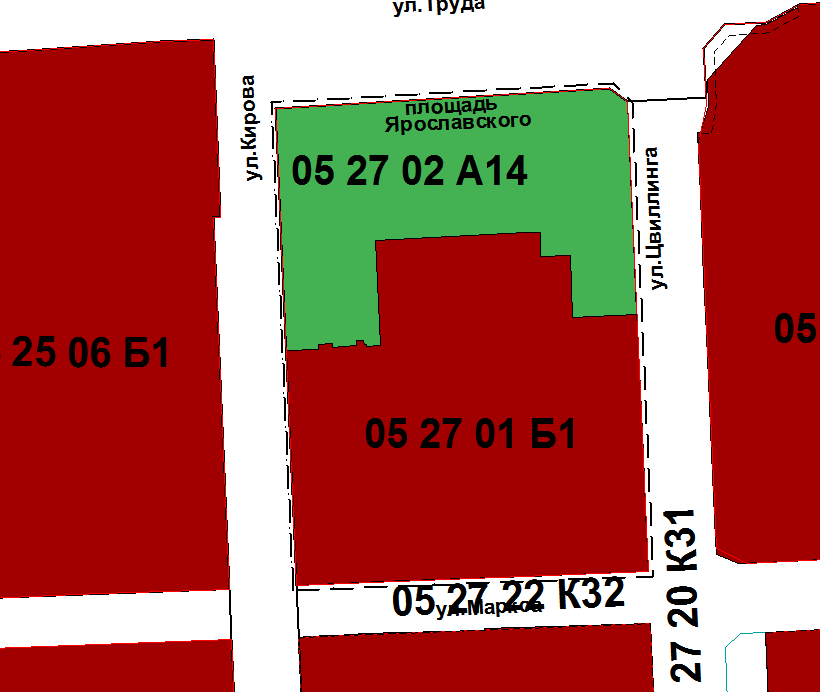 ул. Труда
ул.Кирова
площадь
Ярославского
05 27 02 А14
ул.Цвиллинга
25 06 Б1
05
05 27 01 Б1
05 27 22 К32
ул.Маркса
27 20 К31